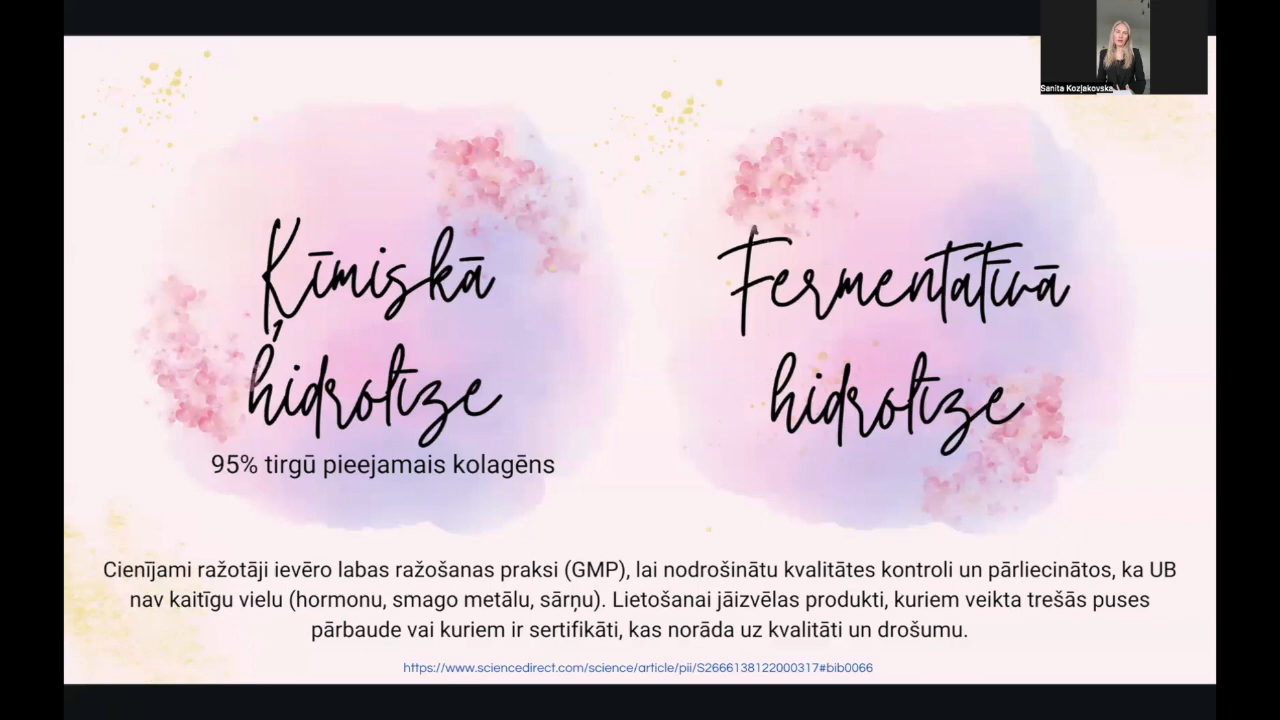 Sanita Kozļakovska
Ķīmiskā
hidrolīze
95% tirgū pieejamais kolagēns
Fermentatīvā
hidrolīze
Cienījami ražotāji ievēro labas ražošanas praksi (GMP), lai nodrošinātu kvalitātes kontroli un pārliecinātos, ka UB
nav kaitīgu vielu (hormonu, smago metālu, sārņu). Lietošanai jāizvēlas produkti, kuriem veikta trešās puses
pārbaude vai kuriem ir sertifikāti, kas norāda uz kvalitāti un drošumu.
https://www.sciencedirect.com/science/article/pii/S2666138122000317#bib0066